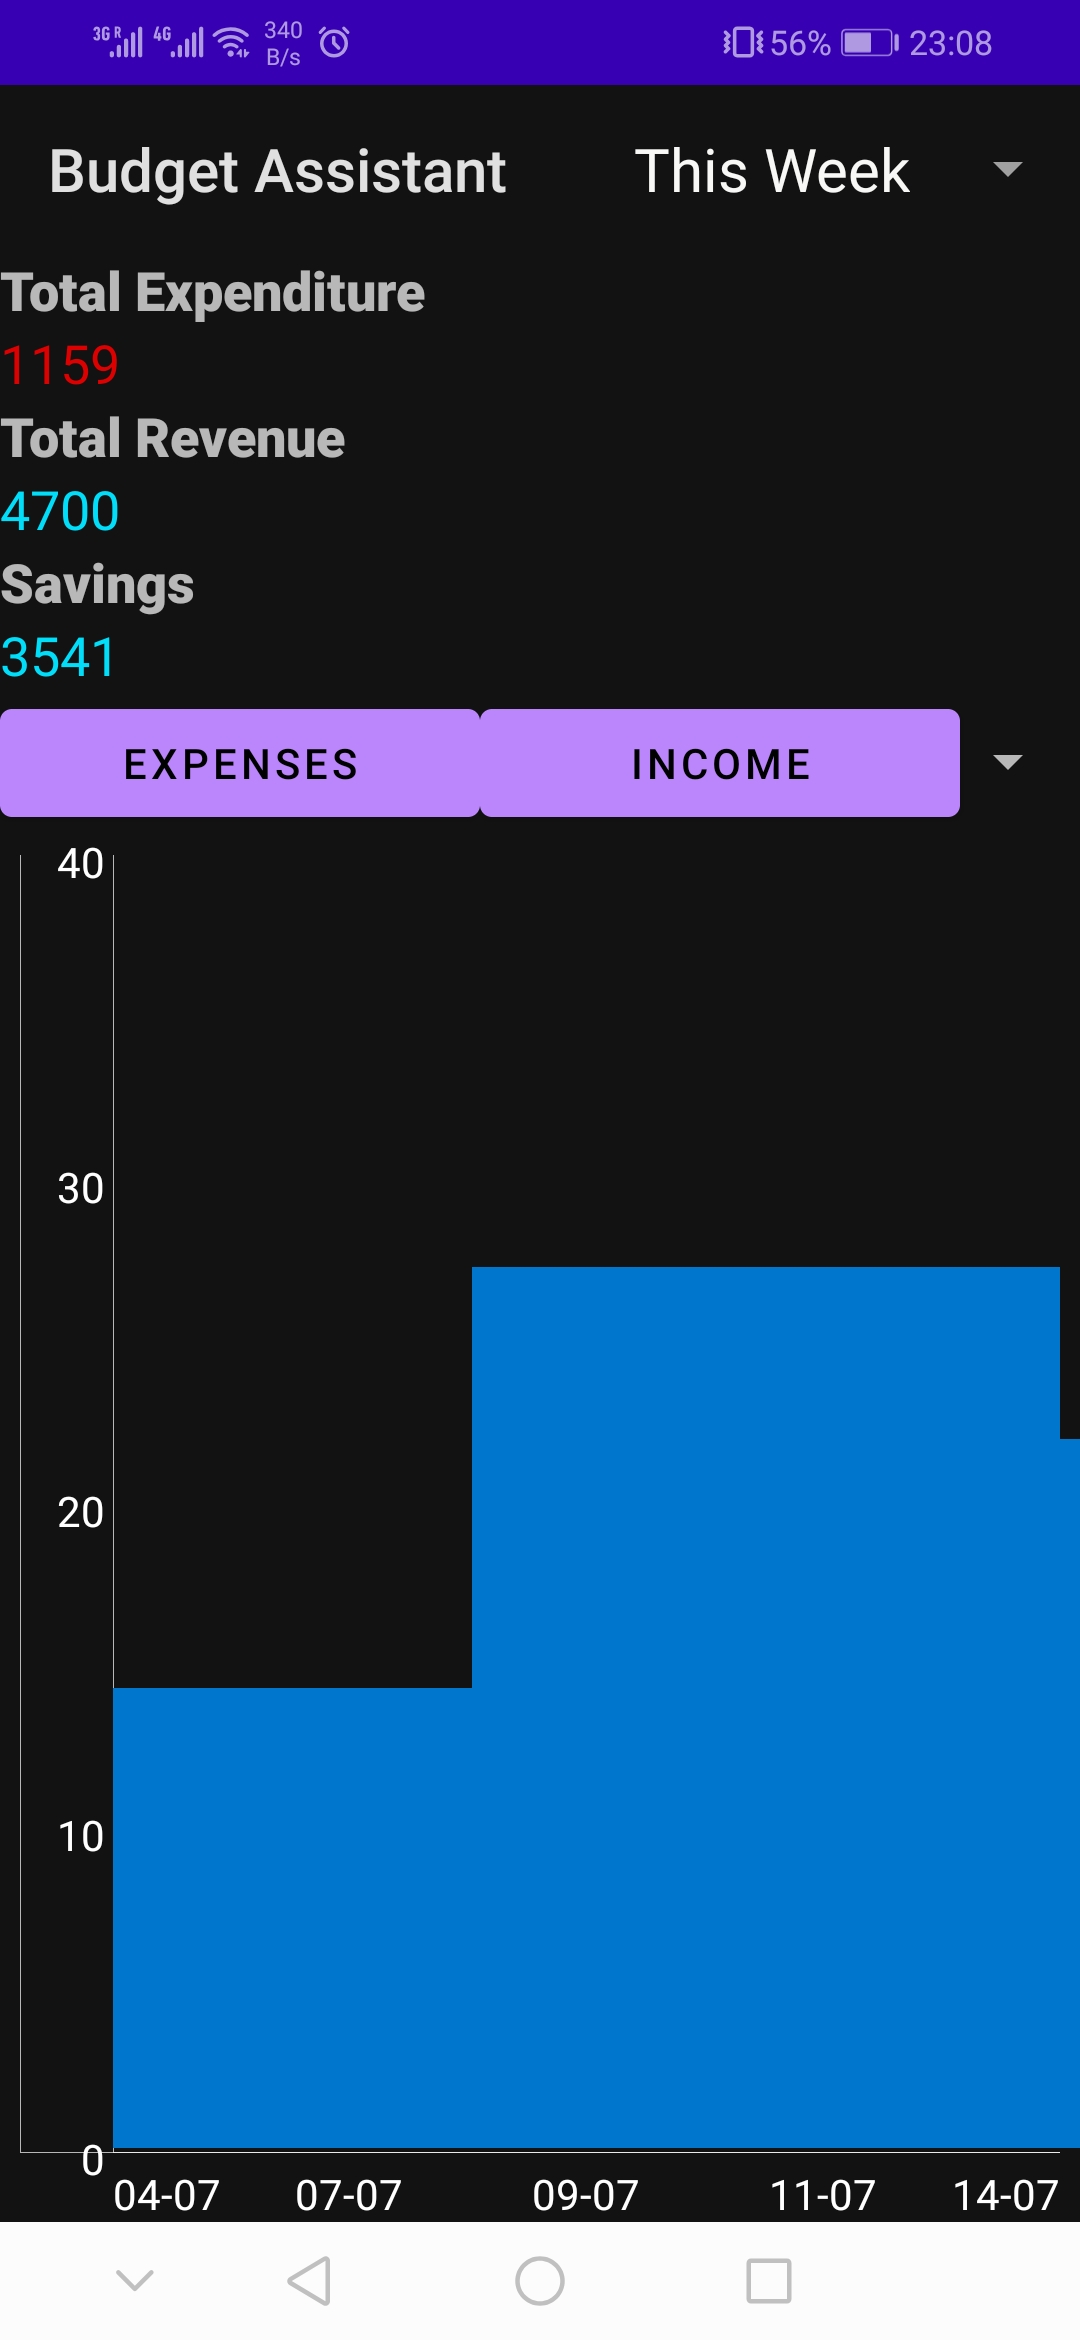 3G R 4G 340 B/s 56% 23:08
Budget Assistant This Week
Total Expenditure
1159
Total Revenue
4700
Savings
3541
EXPENSES INCOME
40
30
20
10
0
04-07 07-07 09-07 11-07 14-07